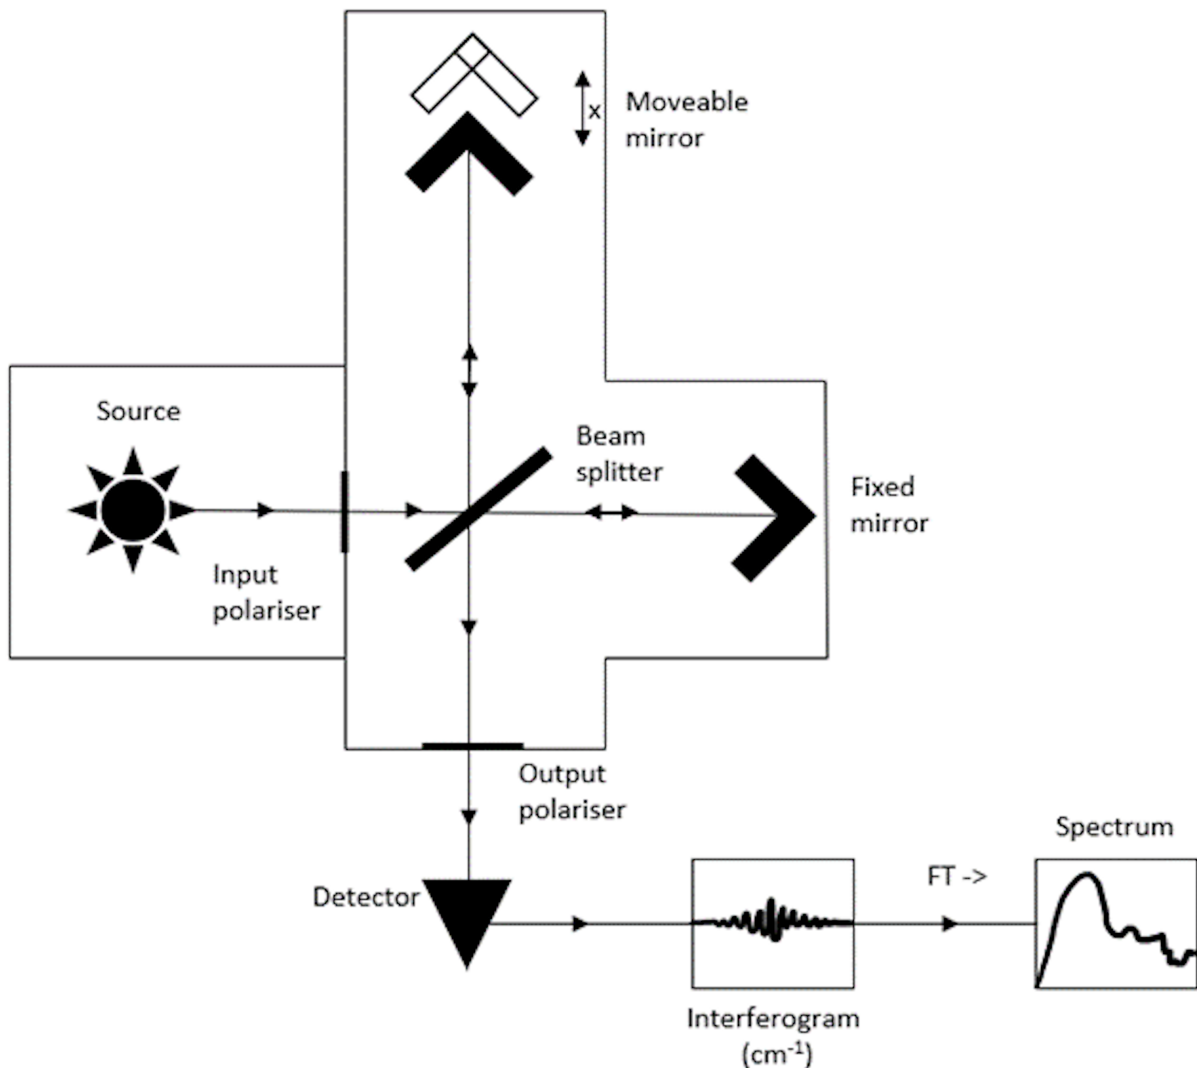 Moveable
mirror
x
Source
Beam
splitter
Fixed
mirror
Input
polariser
Output
polariser
Detector
FT ->
Spectrum
Interferogram
(cm⁻¹)